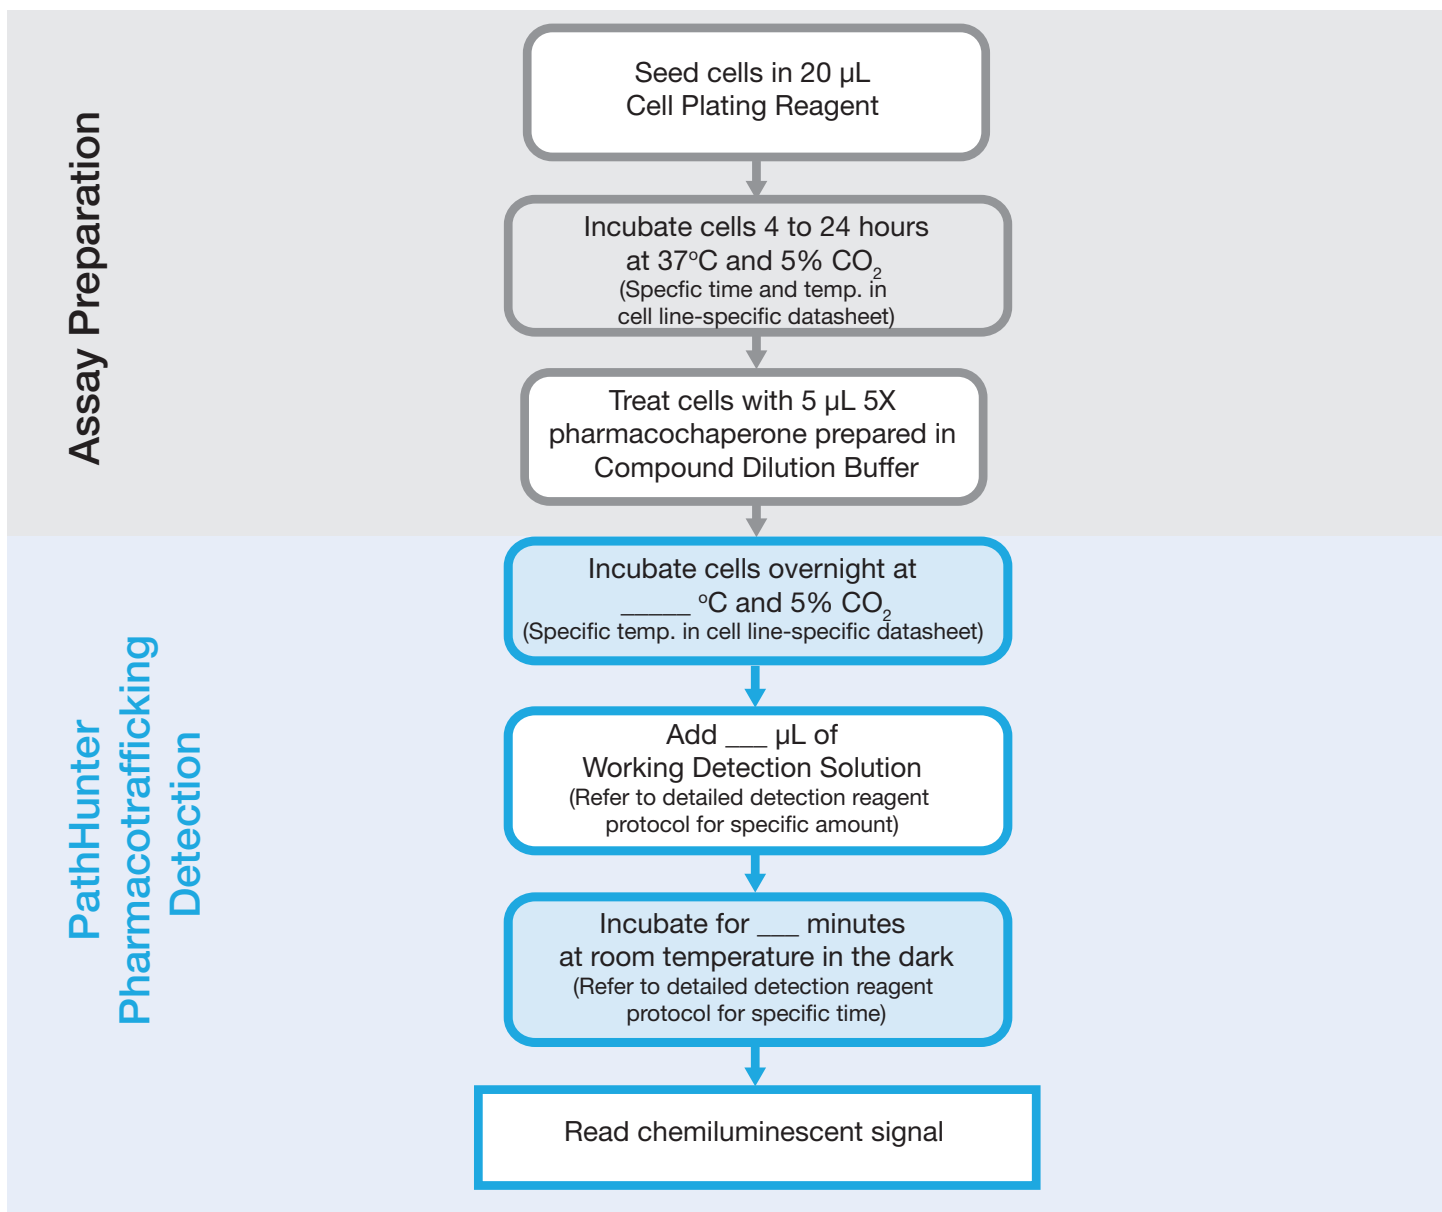 Assay Preparation
Seed cells in 20 µL
Cell Plating Reagent
Incubate cells 4 to 24 hours
at 37ºC and 5% CO₂
(Specfic time and temp. in
cell line-specific datasheet)
Treat cells with 5 µL 5X
pharmacochaperone prepared in
Compound Dilution Buffer
PathHunter
Pharmacotrafficking
Detection
Incubate cells overnight at
_____ ºC and 5% CO₂
(Specific temp. in cell line-specific datasheet)
Add ___ µL of
Working Detection Solution
(Refer to detailed detection reagent
protocol for specific amount)
Incubate for ___ minutes
at room temperature in the dark
(Refer to detailed detection reagent
protocol for specific time)
Read chemiluminescent signal